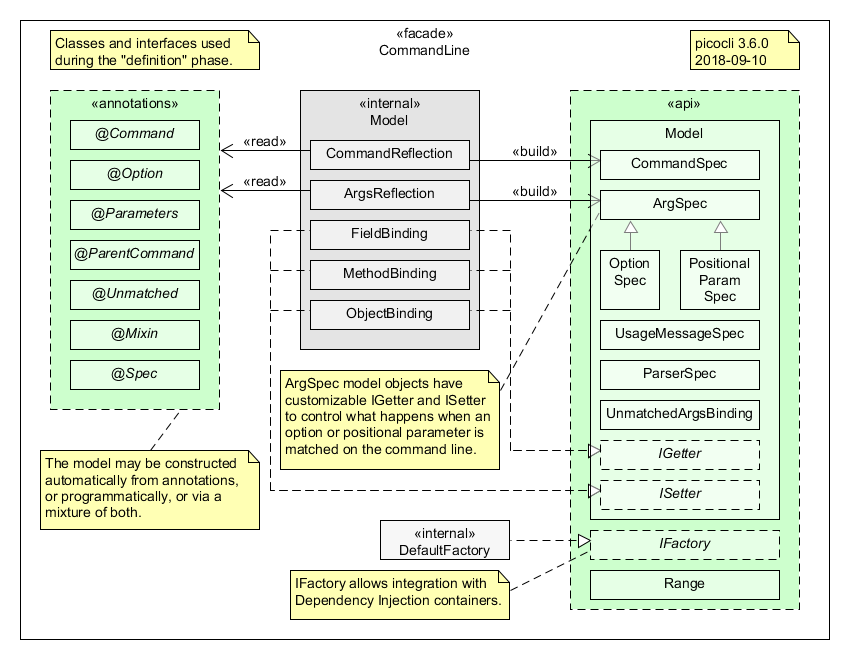 Classes and interfaces used
during the "definition" phase.
«facade»
CommandLine
picocli 3.6.0
2018-09-10
«annotations»
@Command
@Option
@Parameters
@ParentCommand
@Unmatched
@Mixin
@Spec
«read»
«read»
«internal»
Model
CommandReflection
ArgsReflection
FieldBinding
MethodBinding
ObjectBinding
«build»
«build»
«api»
Model
CommandSpec
ArgSpec
Option
Spec
Positional
Param
Spec
UsageMessageSpec
ParserSpec
UnmatchedArgsBinding
IGetter
ISetter
IFactory
Range
ArgSpec model objects have
customizable IGetter and ISetter
to control what happens when an
option or positional parameter is
matched on the command line.
The model may be constructed
automatically from annotations,
or programmatically, or via a
mixture of both.
«internal»
DefaultFactory
IFactory allows integration with
Dependency Injection containers.